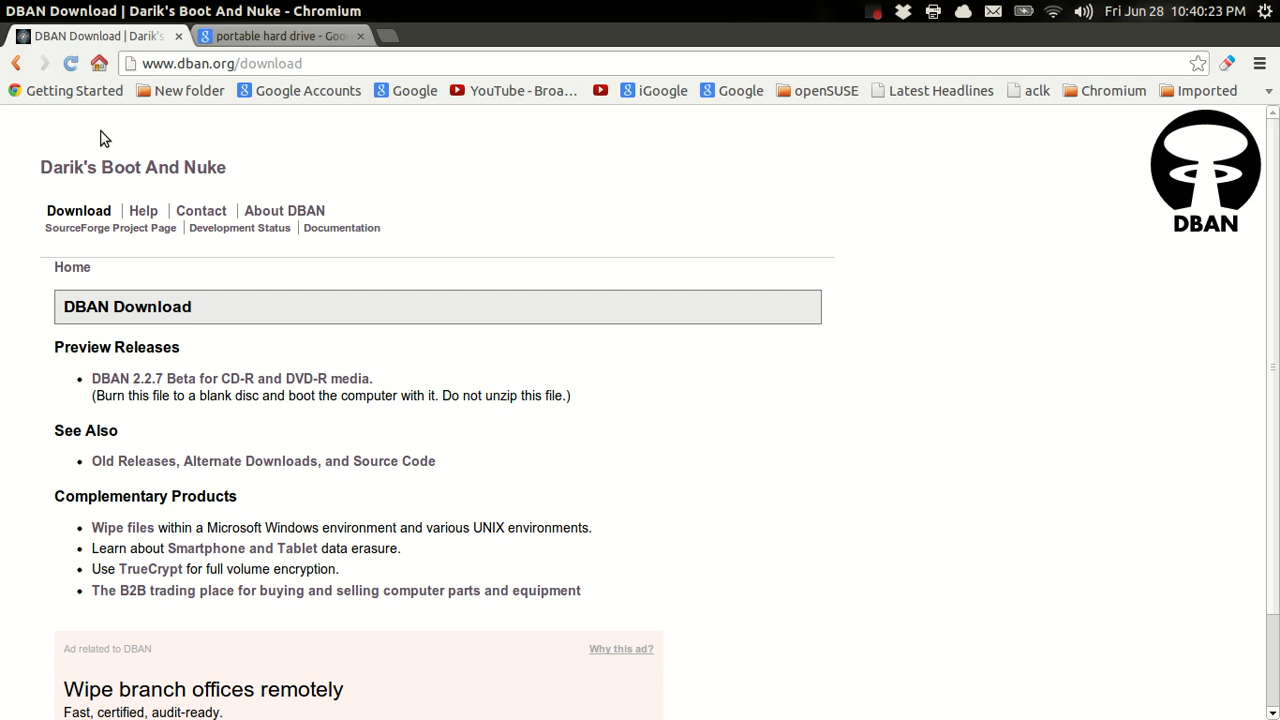 DBAN Download | Darik's Boot And Nuke - Chromium
Fri Jun 28 10:40:23 PM
DBAN Download | Darik's
portable hard drive - Goo
www.dban.org/download
Getting Started New folder Google Accounts Google YouTube - Broa... iGoogle Google openSUSE Latest Headlines aclk Chromium Imported
Darik's Boot And Nuke
Download Help Contact About DBAN
SourceForge Project Page Development Status Documentation
DBAN
Home
DBAN Download
Preview Releases
DBAN 2.2.7 Beta for CD-R and DVD-R media.
(Burn this file to a blank disc and boot the computer with it. Do not unzip this file.)
See Also
Old Releases, Alternate Downloads, and Source Code
Complementary Products
Wipe files within a Microsoft Windows environment and various UNIX environments.
Learn about Smartphone and Tablet data erasure.
Use TrueCrypt for full volume encryption.
The B2B trading place for buying and selling computer parts and equipment
Ad related to DBAN Why this ad?
Wipe branch offices remotely
Fast, certified, audit-ready.